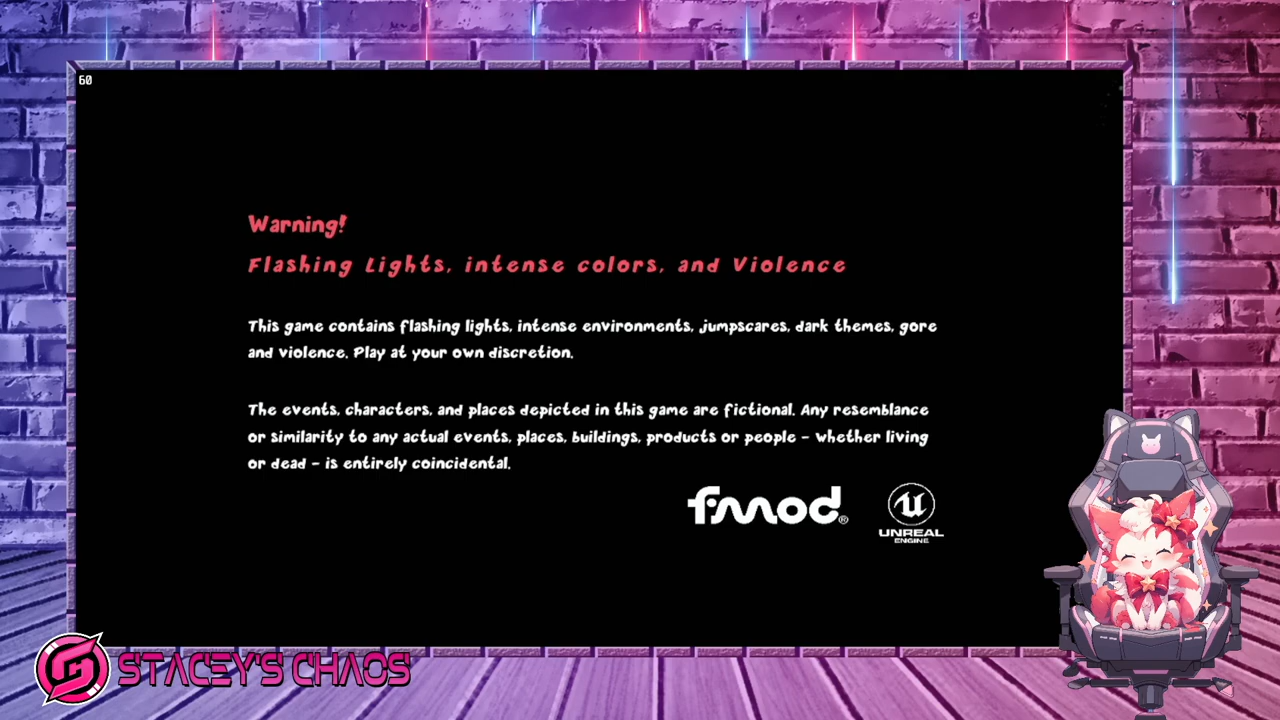 60
Warning!
Flashing Lights, intense colors, and Violence
This game contains flashing lights, intense environments, jumpscares, dark themes, gore
and violence. Play at your own discretion.
The events, characters, and places depicted in this game are fictional. Any resemblance
or similarity to any actual events, places, buildings, products or people - whether living
or dead - is entirely coincidental.
fmod®
UNREAL
ENGINE
STACEY'S CHAOS